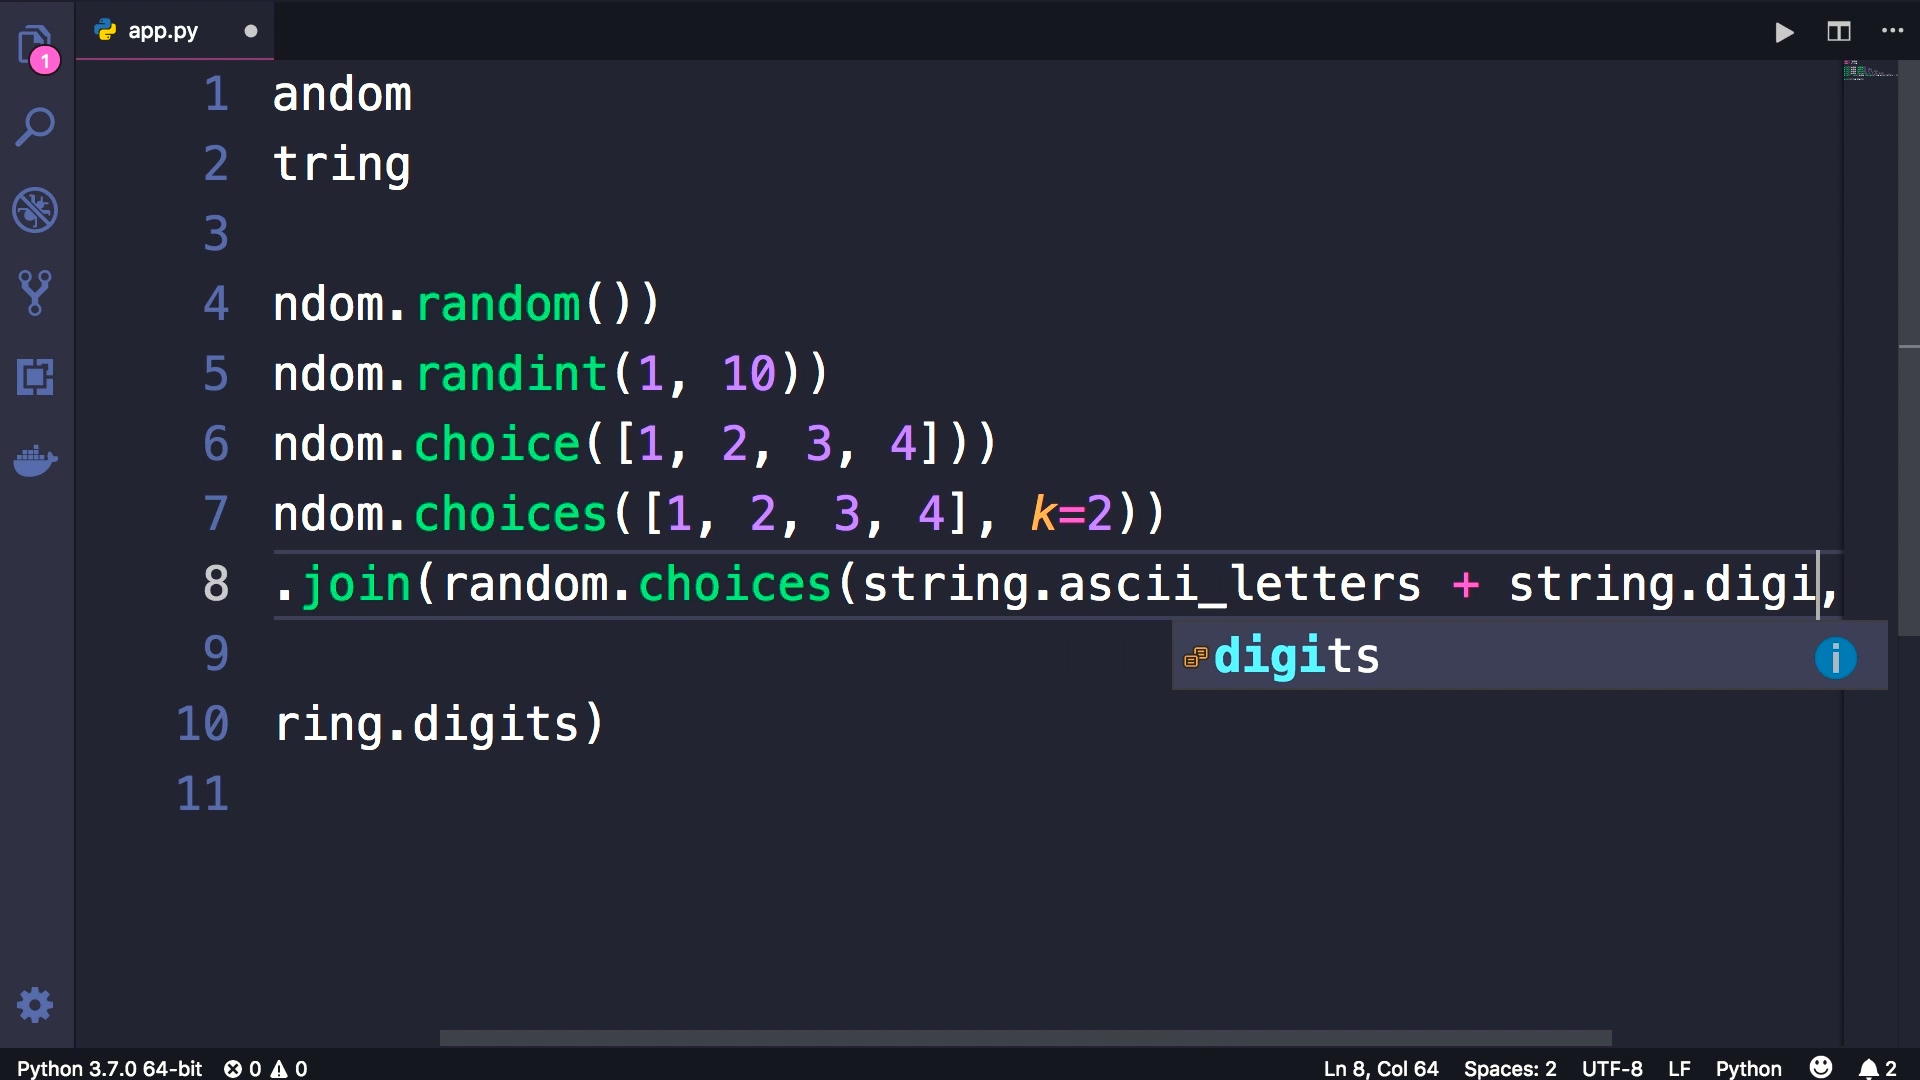 app.py
1
1 andom
2 tring
3
4 ndom.random())
5 ndom.randint(1, 10))
6 ndom.choice([1, 2, 3, 4]))
7 ndom.choices([1, 2, 3, 4], k=2))
8 .join(random.choices(string.ascii_letters + string.digi,
digits
9
10 ring.digits)
11
Python 3.7.0 64-bit 0 0 Ln 8, Col 64 Spaces: 2 UTF-8 LF Python 2